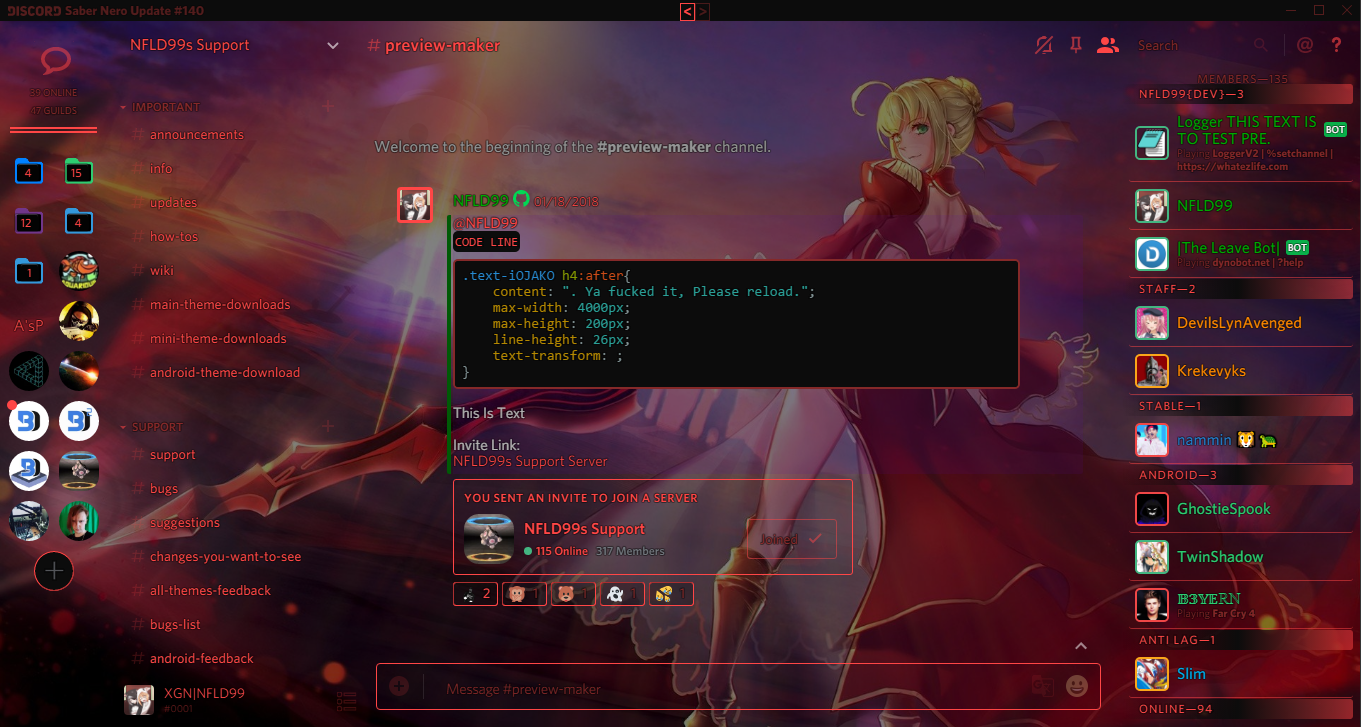 DISCORD Saber Nero Update #140
< >
NFLD99s Support
# preview-maker
Search
@ ?
39 ONLINE
47 GUILDS
4
15
12
4
1
A'sP
IMPORTANT
# announcements
# info
# updates
# how-tos
# wiki
# main-theme-downloads
# mini-theme-downloads
# android-theme-download
SUPPORT
# support
# bugs
# suggestions
# changes-you-want-to-see
# all-themes-feedback
# bugs-list
# android-feedback
XGN|NFLD99
#0001
Welcome to the beginning of the #preview-maker channel.
NFLD99 01/18/2018
@NFLD99
CODE LINE
.text-iOJAKO h4:after{
content: ". Ya fucked it, Please reload.";
max-width: 4000px;
max-height: 200px;
line-height: 26px;
text-transform: ;
}
This Is Text
Invite Link:
NFLD99s Support Server
YOU SENT AN INVITE TO JOIN A SERVER
NFLD99s Support
115 Online 317 Members
Joined
2 1 1 1 1
Message #preview-maker
MEMBERS—135
NFLD99{DEV}—3
Logger THIS TEXT IS
TO TEST PRE.
BOT
Playing LoggerV2 | %setchannel |
https://whatezlife.com
NFLD99
|The Leave Bot| BOT
Playing dynobot.net | ?help
STAFF—2
DevilsLynAvenged
Krekevyks
STABLE—1
nammin
ANDROID—3
GhostieSpook
TwinShadow
B3YERN
Playing Far Cry 4
ANTI LAG—1
Slim
ONLINE—94